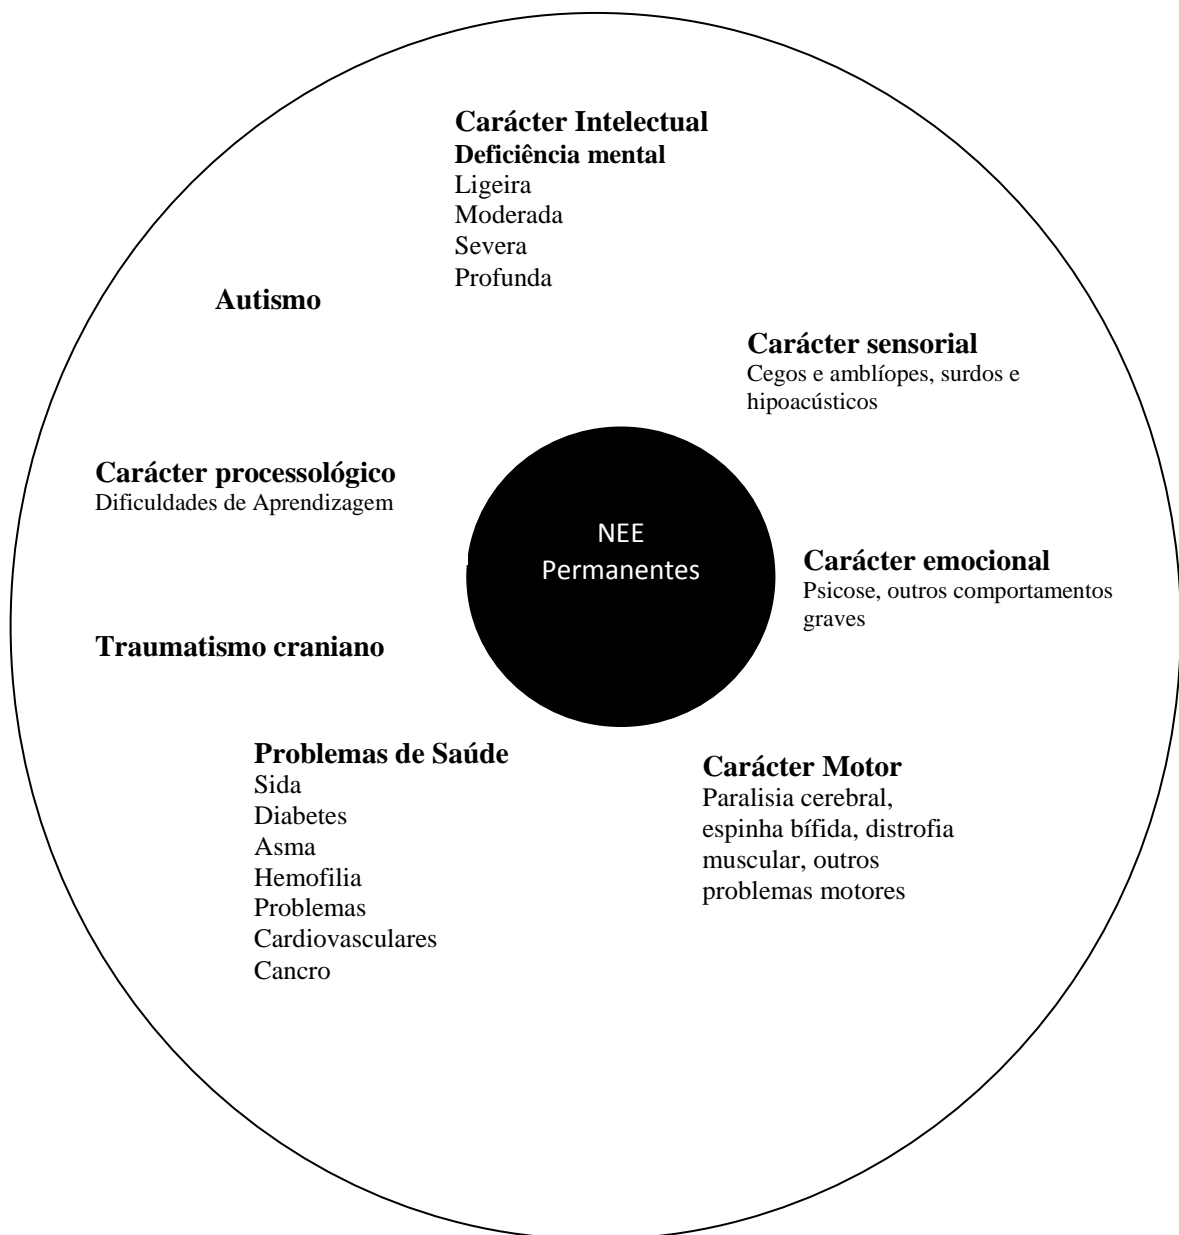 Carácter Intelectual
Deficiência mental
Ligeira
Moderada
Severa
Profunda
Autismo
Carácter sensorial
Cegos e amblíopes, surdos e
hipoacústicos
Carácter processológico
Dificuldades de Aprendizagem
NEE
Permanentes
Carácter emocional
Psicose, outros comportamentos
graves
Traumatismo craniano
Problemas de Saúde
Sida
Diabetes
Asma
Hemofilia
Problemas
Cardiovasculares
Cancro
Carácter Motor
Paralisia cerebral,
espinha bífida, distrofia
muscular, outros
problemas motores